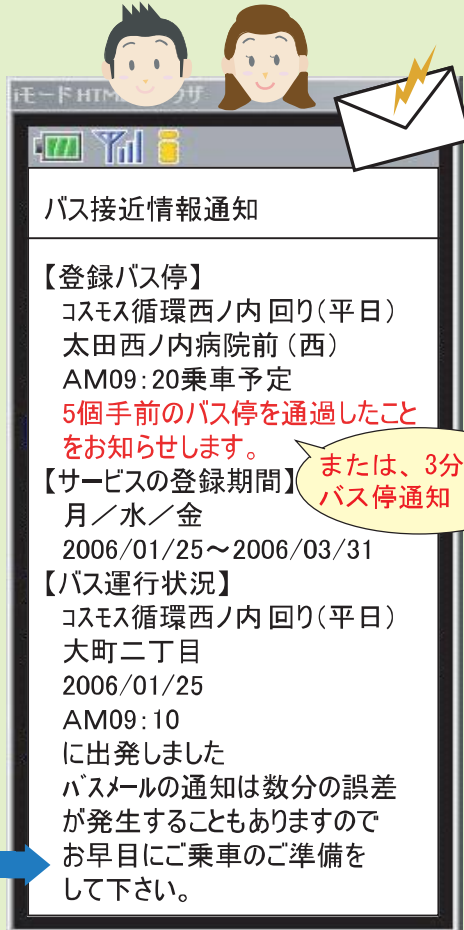 iモード HTML
バス接近情報通知
【登録バス停】
コスモス循環西ノ内回り(平日)
太田西ノ内病院前(西)
AM09:20乗車予定
5個手前のバス停を通過したこと
をお知らせします。
または、3分
バス停通知
【サービスの登録期間】
月/水/金
2006/01/25~2006/03/31
【バス運行状況】
コスモス循環西ノ内回り(平日)
大町二丁目
2006/01/25
AM09:10
に出発しました
バスメールの通知は数分の誤差
が発生することもありますので
お早目にご乗車のご準備を
して下さい。